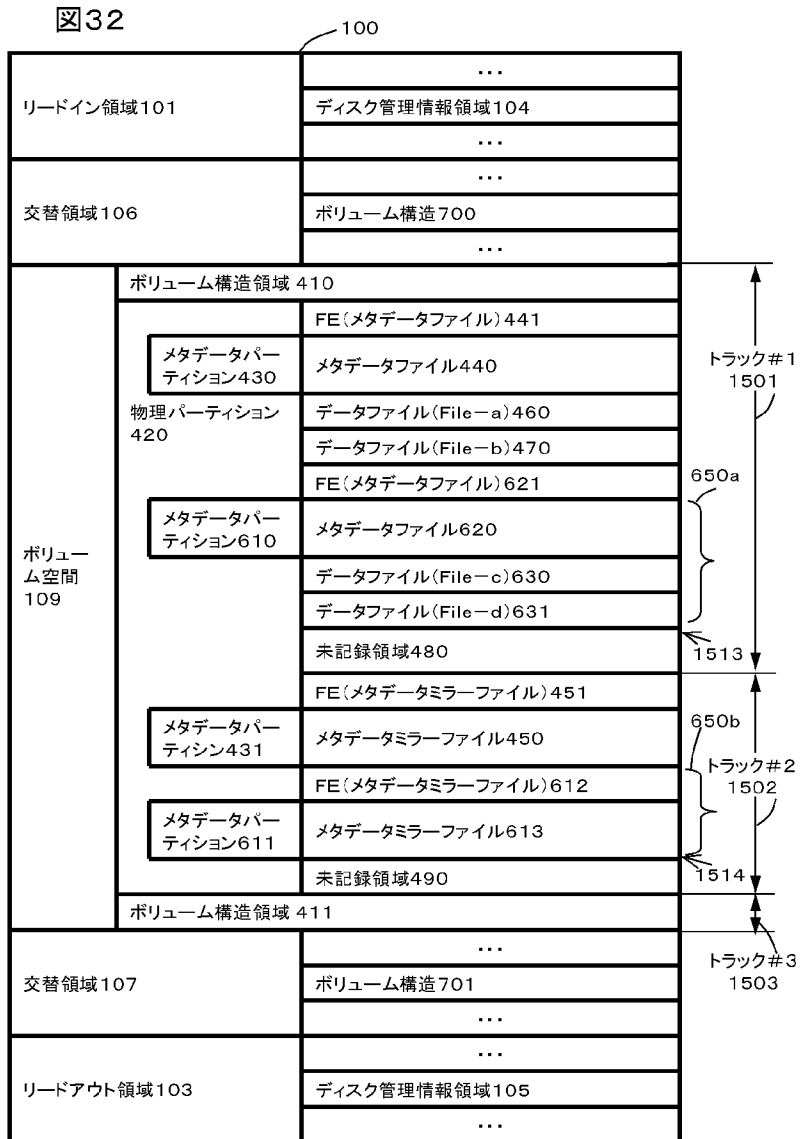 図32
100
...
リードイン領域101
ディスク管理情報領域104
...
...
交替領域106
ボリューム構造700
...
ボリューム構造領域 410
FE(メタデータファイル)441
メタデータパー
ティション430
メタデータファイル440
トラック#1
1501
物理パーティション
420
データファイル(File-a)460
データファイル(File-b)470
FE(メタデータファイル)621
650a
メタデータパー
ティション610
メタデータファイル620
ボリュー
ム空間
109
データファイル(File-c)630
データファイル(File-d)631
未記録領域480
1513
FE(メタデータミラーファイル)451
650b
メタデータパー
ティシン431
メタデータミラーファイル450
トラック#2
1502
FE(メタデータミラーファイル)612
メタデータパー
ティション611
メタデータミラーファイル613
1514
未記録領域490
ボリューム構造領域 411
...
トラック#3
1503
交替領域107
ボリューム構造701
...
...
リードアウト領域103
ディスク管理情報領域105
...